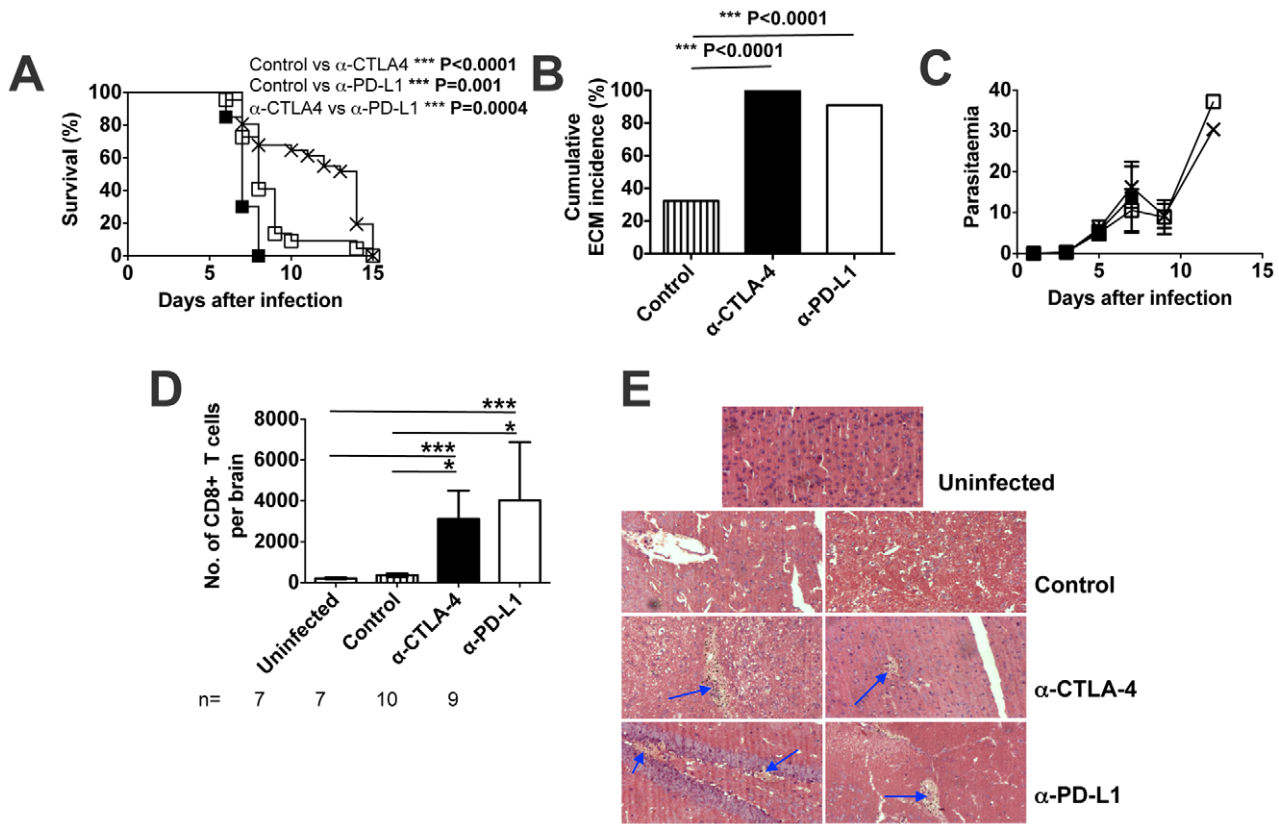 A
Control vs α-CTLA4 *** P<0.0001
Control vs α-PD-L1 *** P=0.001
α-CTLA4 vs α-PD-L1 *** P=0.0004
Survival (%)
100
80
60
40
20
0
0 5 10 15
Days after infection
B
*** P<0.0001
*** P<0.0001
Cumulative
ECM incidence (%)
100
80
60
40
20
0
Control
α-CTLA-4
α-PD-L1
C
Parasitaemia
40
30
20
10
0
0 5 10 15
Days after infection
D
No. of CD8+ T cells
per brain
8000
6000
4000
2000
0
***
*
***
*
Uninfected
Control
α-CTLA-4
α-PD-L1
n= 7 7 10 9
E
Uninfected
Control
α-CTLA-4
α-PD-L1